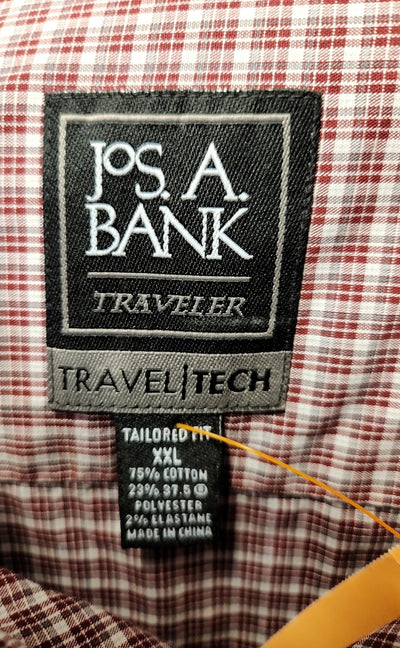 JoS. A.
BANK
TRAVELER
TRAVEL|TECH
TAILORED FIT
XXL
75% COTTON
23% 37.5®
POLYESTER
2% ELASTANE
MADE IN CHINA